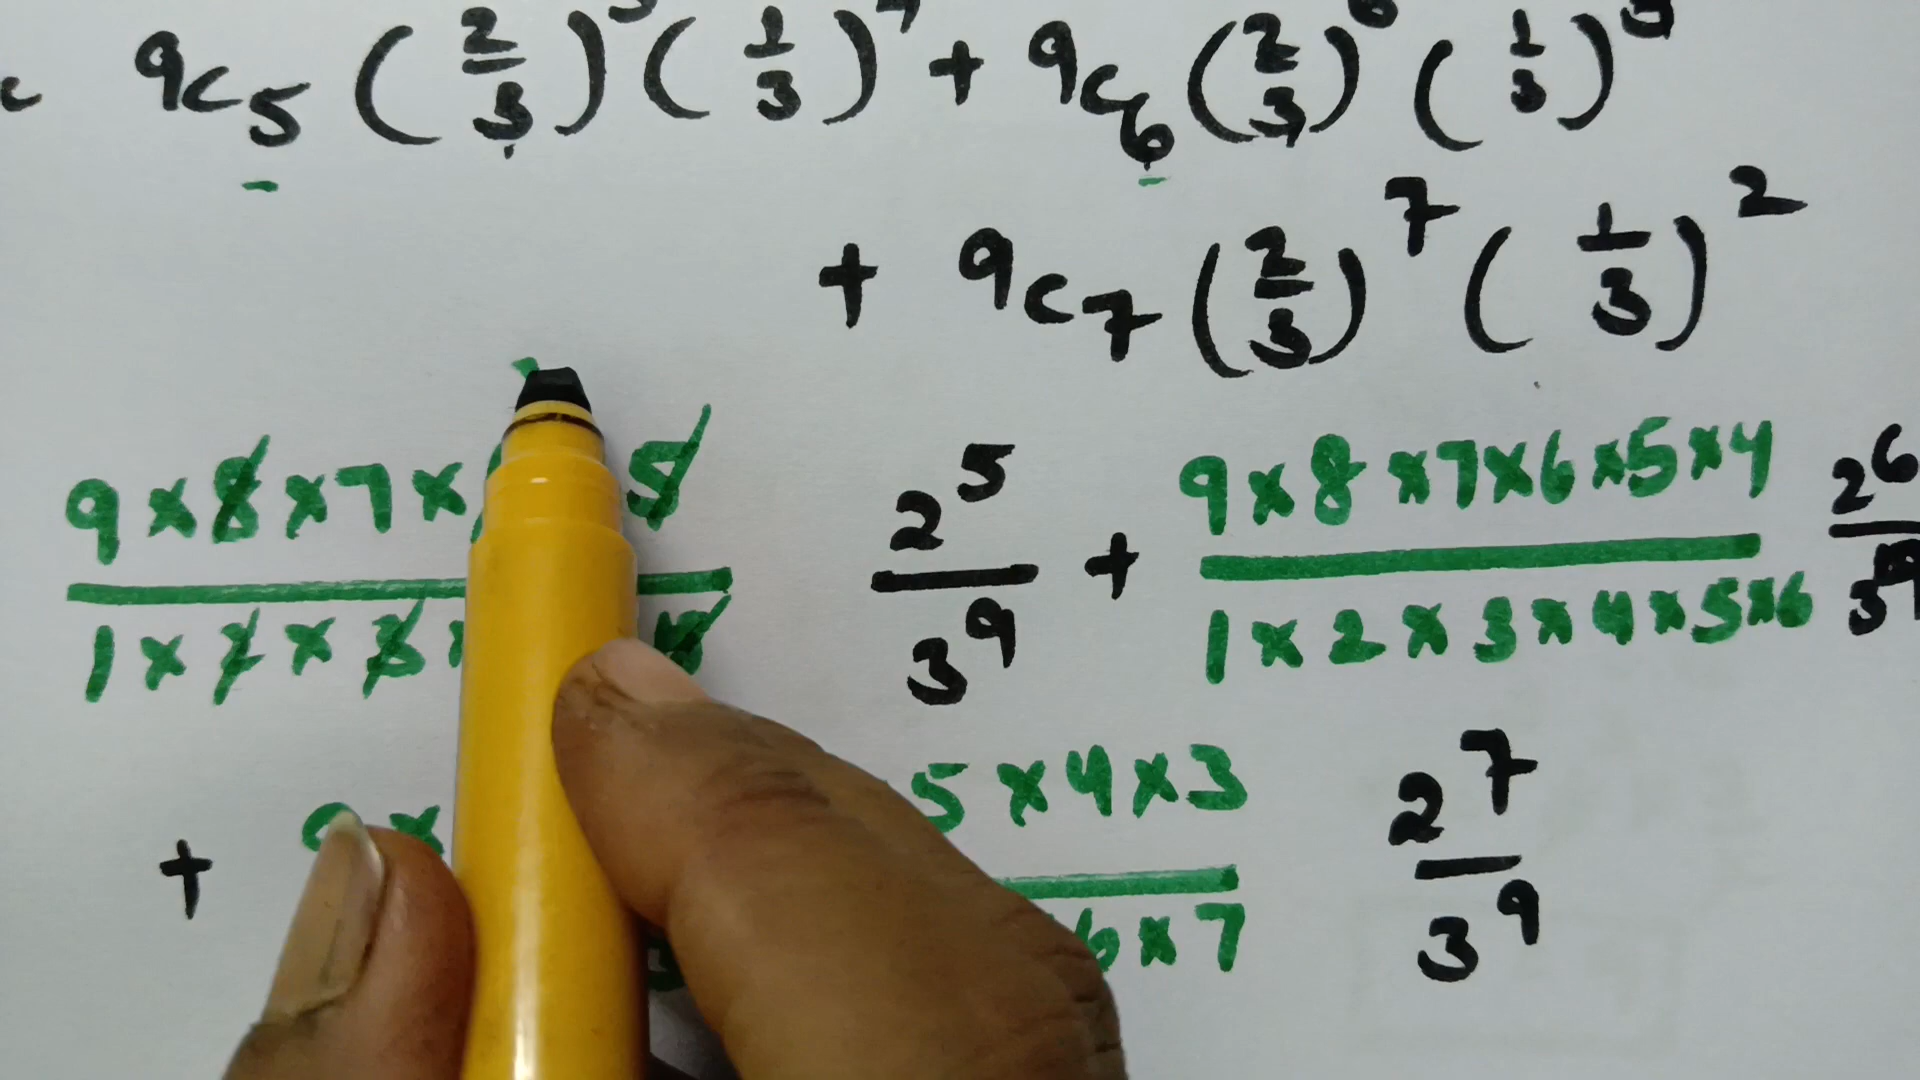 9c5 (2/3)^5 (1/3)^4 + 9c6 (2/3)^6 (1/3)^3
+ 9c7 (2/3)^7 (1/3)^2
9×8×7× 5 2^5 + 9×8×7×6×5×4 2^6
1×2×3× 3^9 1×2×3×4×5×6 3^9
+ 9× 5×4×3 2^7
6×7 3^9